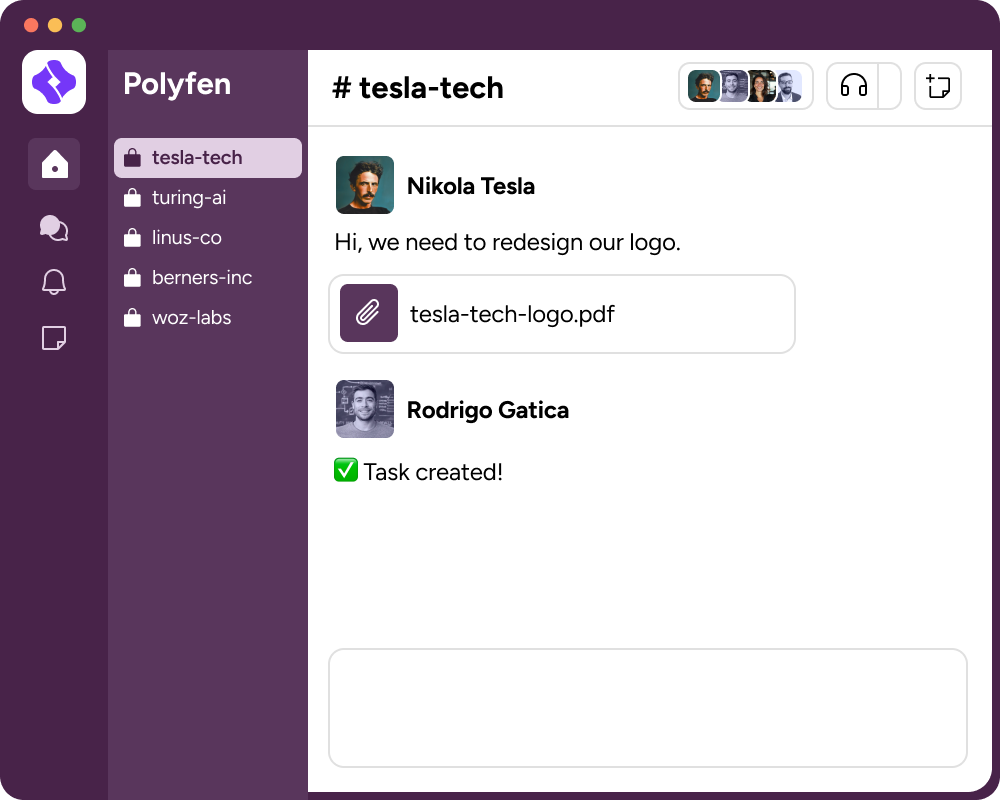 Polyfen
tesla-tech
turing-ai
linus-co
berners-inc
woz-labs
# tesla-tech
Nikola Tesla
Hi, we need to redesign our logo.
tesla-tech-logo.pdf
Rodrigo Gatica
✅ Task created!